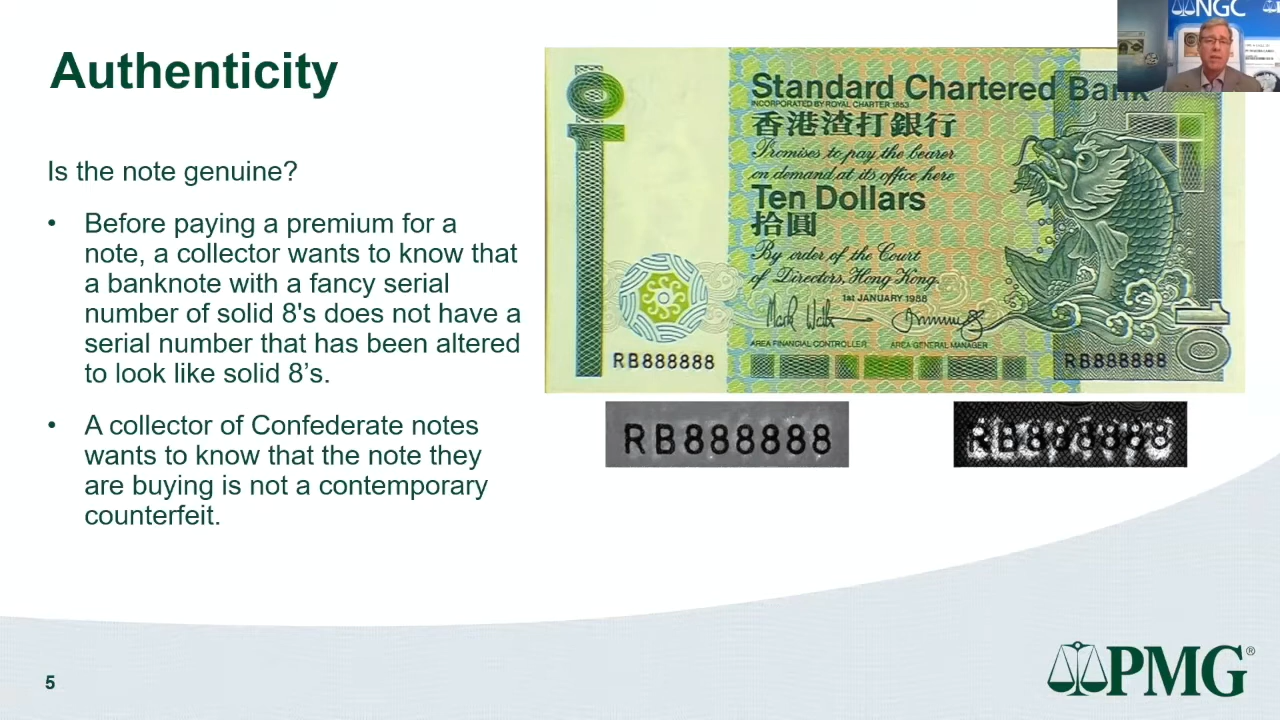 NGC
Authenticity
Is the note genuine?
• Before paying a premium for a
note, a collector wants to know that
a banknote with a fancy serial
number of solid 8's does not have a
serial number that has been altered
to look like solid 8’s.
• A collector of Confederate notes
wants to know that the note they
are buying is not a contemporary
counterfeit.
Standard Chartered Bank
INCORPORATED BY ROYAL CHARTER 1853
香港渣打銀行
Promises to pay the bearer
on demand at its office here
Ten Dollars
拾圓
By order of the Court
of Directors, Hong Kong.
1st JANUARY 1988
AREA FINANCIAL CONTROLLER AREA GENERAL MANAGER
RB888888 RB888888
10
10
RB888888
5
PMG®